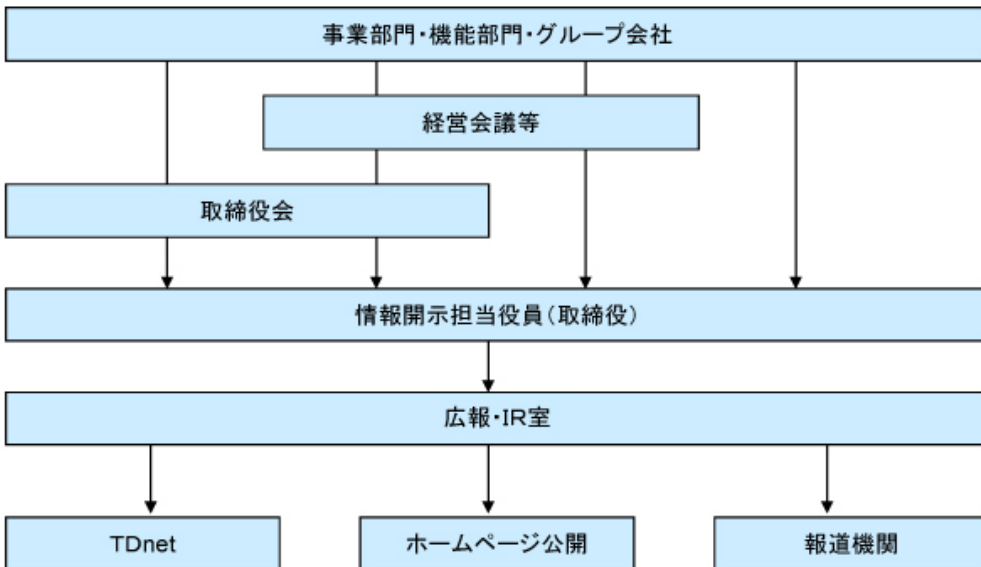 事業部門・機能部門・グループ会社
経営会議等
取締役会
情報開示担当役員（取締役）
広報・IR室
TDnet
ホームページ公開
報道機関